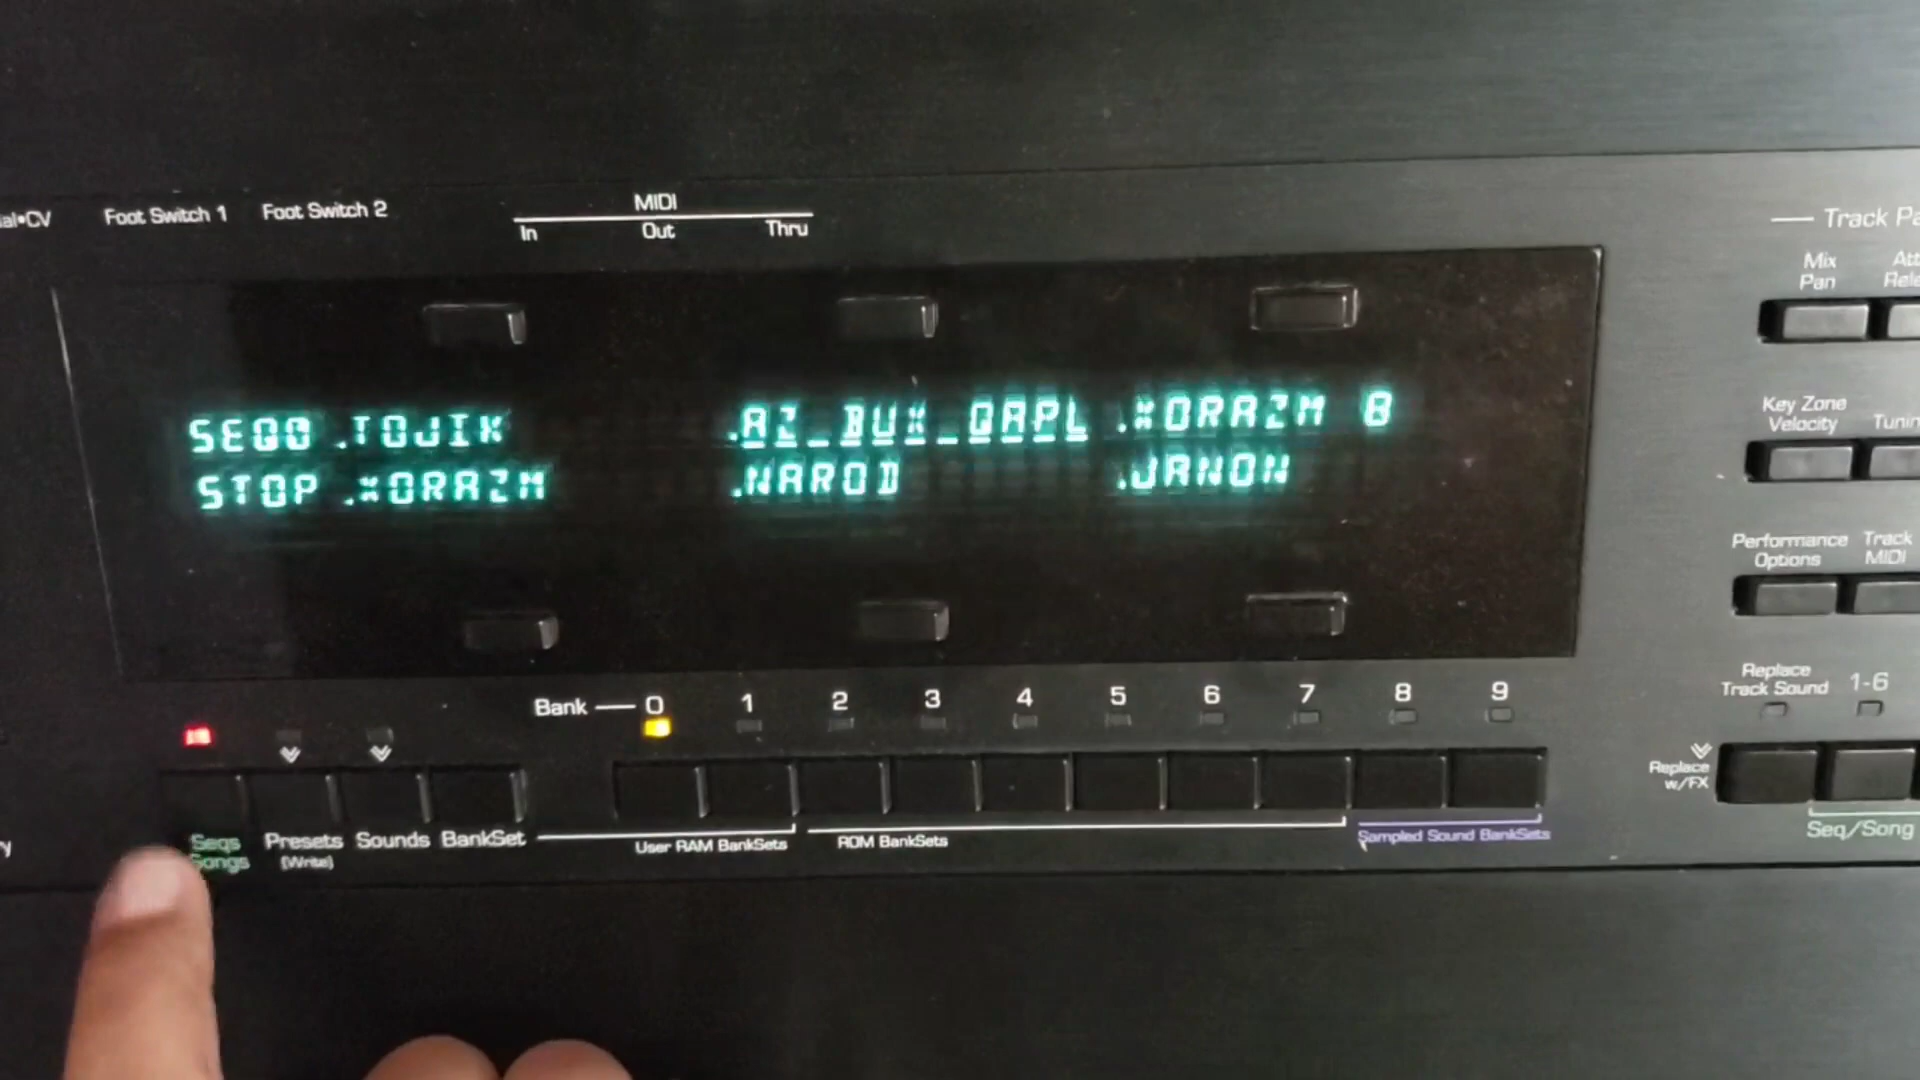 Foot Switch 1 Foot Switch 2 MIDI
In Out Thru
Track
Mix
Pan
SEQ0 .TOJIK .AZ_BUX_QAPL .XORAZM B
STOP .XORAZM .NAROD .JANON
Key Zone
Velocity
Performance
Options
Track
MIDI
Replace
Track Sound
1-6
Bank 0 1 2 3 4 5 6 7 8 9
Replace
w/FX
Seqs
Songs
Presets
(Write)
Sounds BankSet
User RAM BankSets ROM BankSets Sampled Sound BankSets
Seq/Song